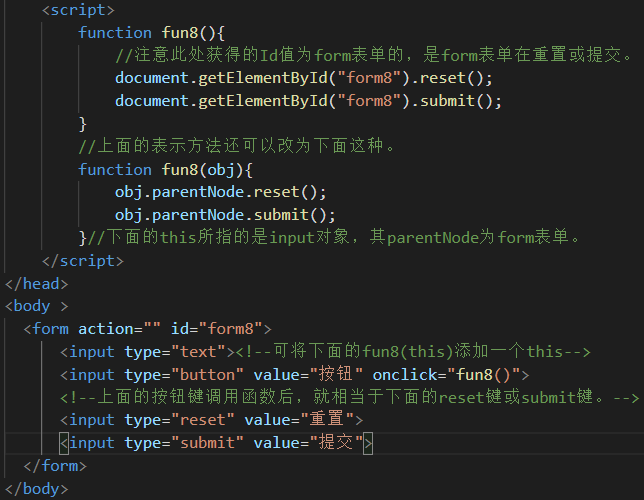 <script>
function fun8(){
//注意此处获得的Id值为form表单的，是form表单在重置或提交。
document.getElementById("form8").reset();
document.getElementById("form8").submit();
}
//上面的表示方法还可以改为下面这种。
function fun8(obj){
obj.parentNode.reset();
obj.parentNode.submit();
}//下面的this所指的是input对象，其parentNode为form表单。
</script>
</head>
<body >
<form action="" id="form8">
<input type="text"><!--可将下面的fun8(this)添加一个this-->
<input type="button" value="按钮" onclick="fun8()">
<!--上面的按钮键调用函数后，就相当于下面的reset键或submit键。-->
<input type="reset" value="重置">
<input type="submit" value="提交">
</form>
</body>